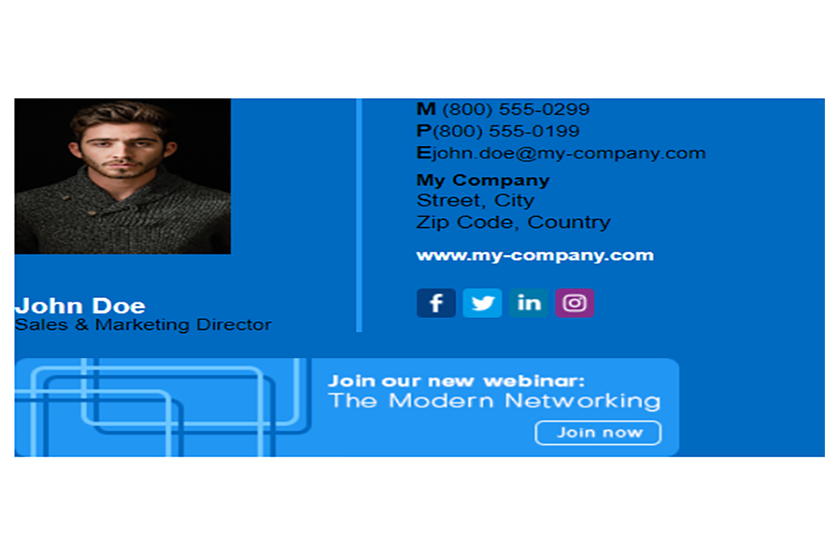 M (800) 555-0299
P(800) 555-0199
Ejohn.doe@my-company.com
My Company
Street, City
Zip Code, Country
www.my-company.com
f in
John Doe
Sales & Marketing Director
Join our new webinar:
The Modern Networking
Join now